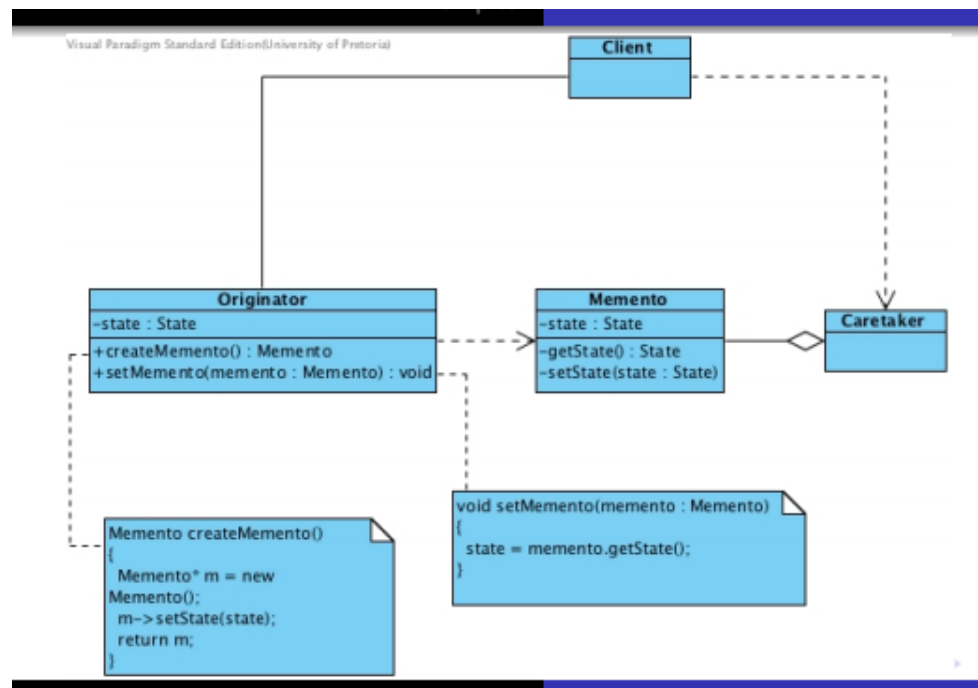 Visual Paradigm Standard Edition(University of Pretoria)
Client
Originator
-state : State
+createMemento() : Memento
+setMemento(memento : Memento) : void
Memento
-state : State
-getState() : State
-setState(state : State)
Caretaker
void setMemento(memento : Memento)
{
state = memento.getState();
}
Memento createMemento()
{
Memento* m = new
Memento();
m->setState(state);
return m;
}